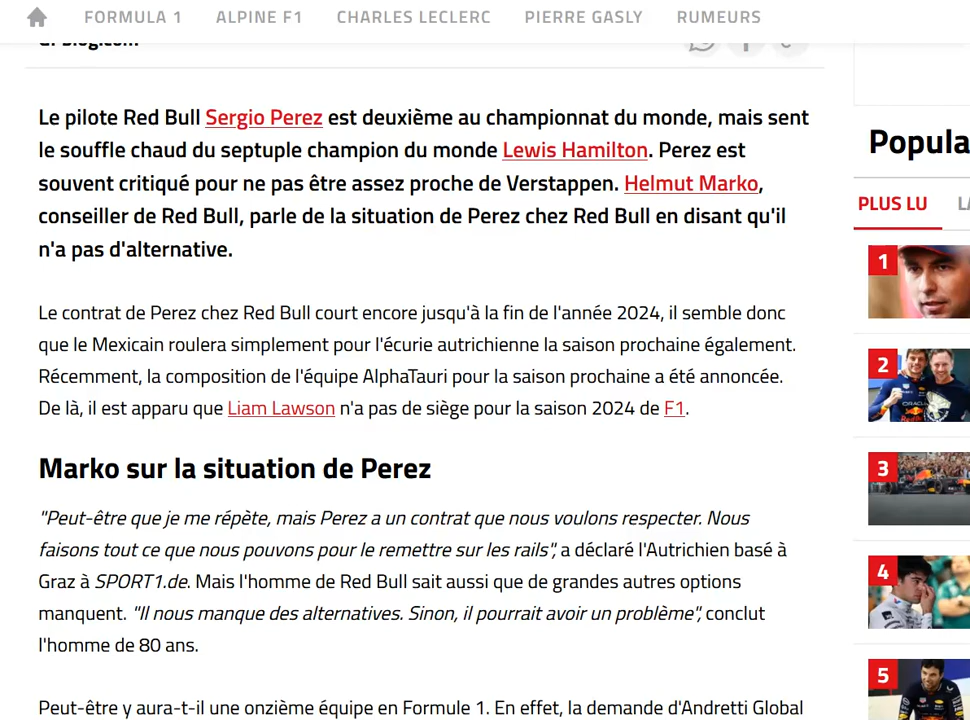 FORMULA 1 ALPINE F1 CHARLES LECLERC PIERRE GASLY RUMEURS
Le pilote Red Bull Sergio Perez est deuxième au championnat du monde, mais sent
le souffle chaud du septuple champion du monde Lewis Hamilton. Perez est
souvent critiqué pour ne pas être assez proche de Verstappen. Helmut Marko,
conseiller de Red Bull, parle de la situation de Perez chez Red Bull en disant qu'il
n'a pas d'alternative.
Le contrat de Perez chez Red Bull court encore jusqu'à la fin de l'année 2024, il semble donc
que le Mexicain roulera simplement pour l'écurie autrichienne la saison prochaine également.
Récemment, la composition de l'équipe AlphaTauri pour la saison prochaine a été annoncée.
De là, il est apparu que Liam Lawson n'a pas de siège pour la saison 2024 de F1.
Marko sur la situation de Perez
"Peut-être que je me répète, mais Perez a un contrat que nous voulons respecter. Nous
faisons tout ce que nous pouvons pour le remettre sur les rails", a déclaré l'Autrichien basé à
Graz à SPORT1.de. Mais l'homme de Red Bull sait aussi que de grandes autres options
manquent. "Il nous manque des alternatives. Sinon, il pourrait avoir un problème", conclut
l'homme de 80 ans.
Peut-être y aura-t-il une onzième équipe en Formule 1. En effet, la demande d'Andretti Global
Popula
PLUS LU LA
1
2
3
4
5